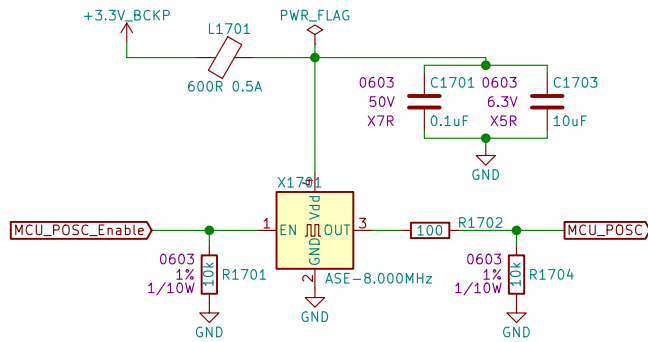 +3.3V_BCKP
PWR_FLAG
L1701
600R 0.5A
0603
50V
X7R
C1701
0.1uF
0603
6.3V
X5R
C1703
10uF
GND
X1701
4
Vdd
MCU_POSC_Enable
1
EN
OUT
3
GND
2
100
R1702
MCU_POSC
ASE-8.000MHz
0603
1%
1/10W
10k
R1701
GND
GND
0603
1%
1/10W
10k
R1704
GND